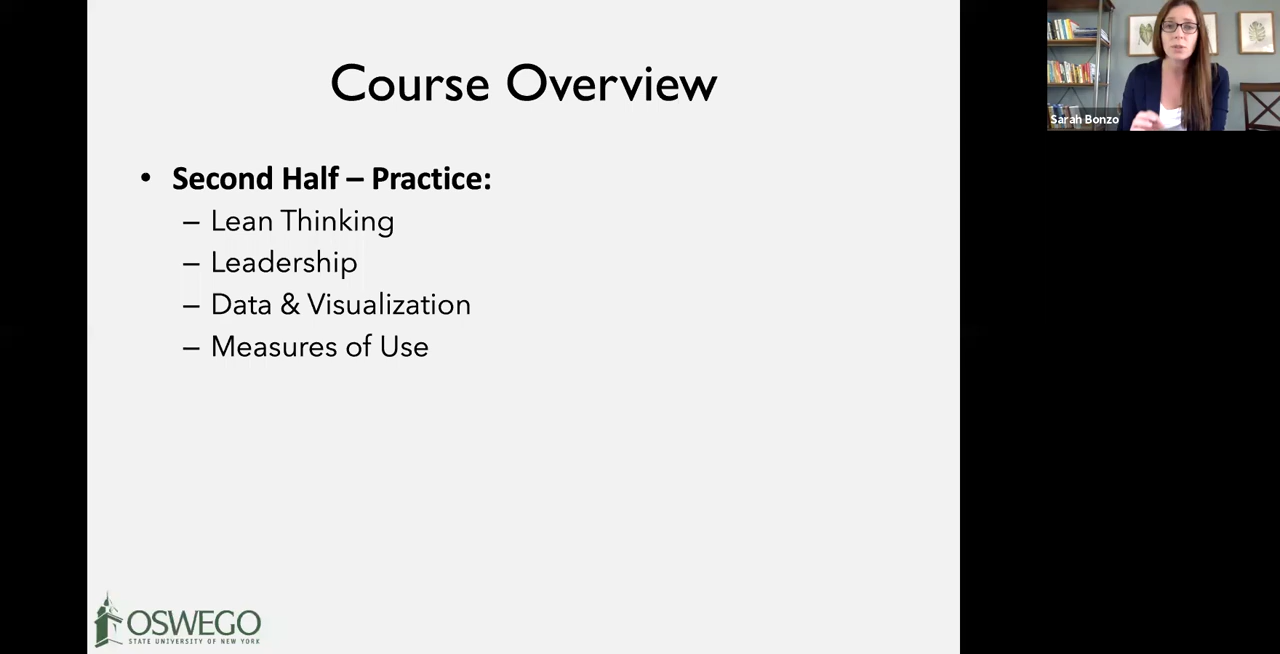 Course Overview
• Second Half – Practice:
– Lean Thinking
– Leadership
– Data & Visualization
– Measures of Use
OSWEGO
STATE UNIVERSITY OF NEW YORK
Sarah Bonzo